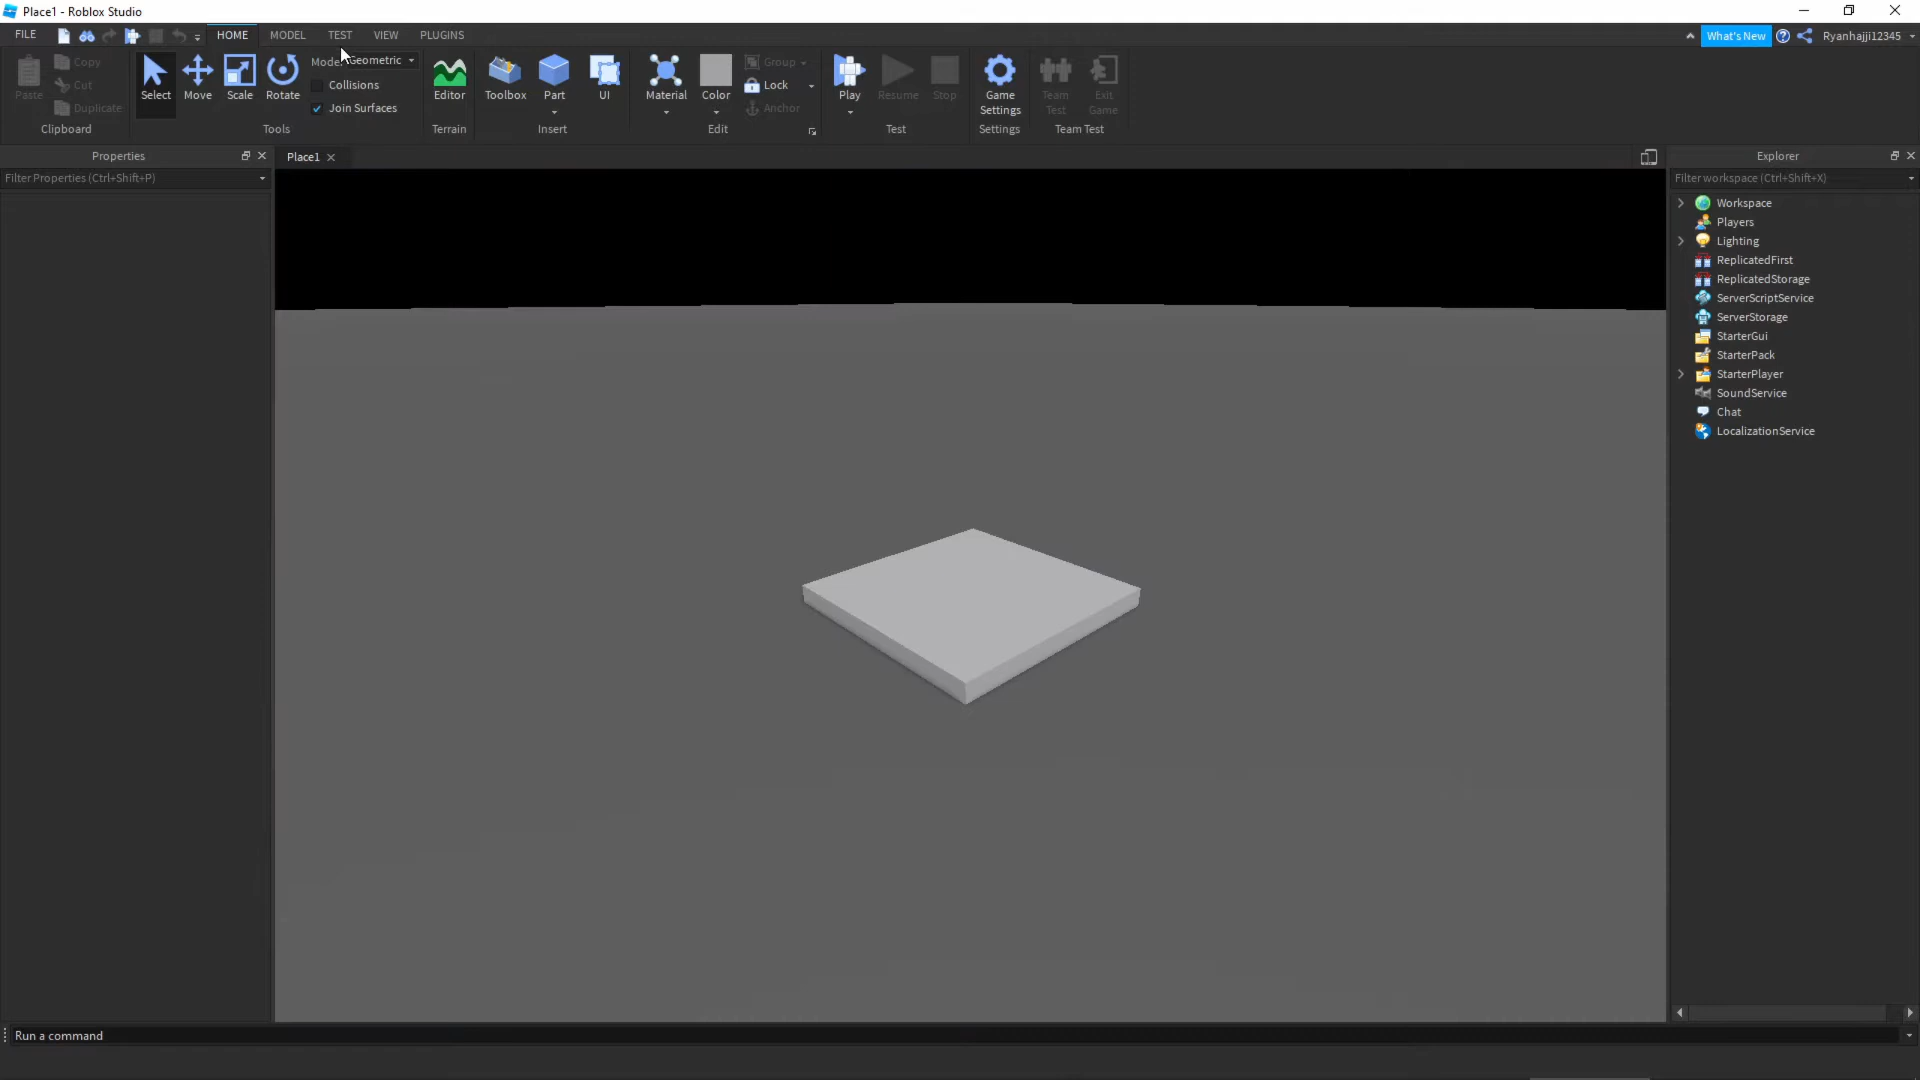 Place1 - Roblox Studio
FILE HOME MODEL TEST VIEW PLUGINS What's New Ryanhajji12345
Paste Copy Cut Duplicate
Clipboard
Select Move Scale Rotate
Geometric
Collisions
Join Surfaces
Tools
Editor
Terrain
Toolbox Part UI
Insert
Material Color Group Lock Anchor
Edit
Play Resume Stop
Test
Game
Settings
Settings
Team
Test
Exit
Game
Team Test
Properties
Filter Properties (Ctrl+Shift+P)
Place1
Explorer
Filter workspace (Ctrl+Shift+X)
Workspace
Players
Lighting
ReplicatedFirst
ReplicatedStorage
ServerScriptService
ServerStorage
StarterGui
StarterPack
StarterPlayer
SoundService
Chat
LocalizationService
Run a command